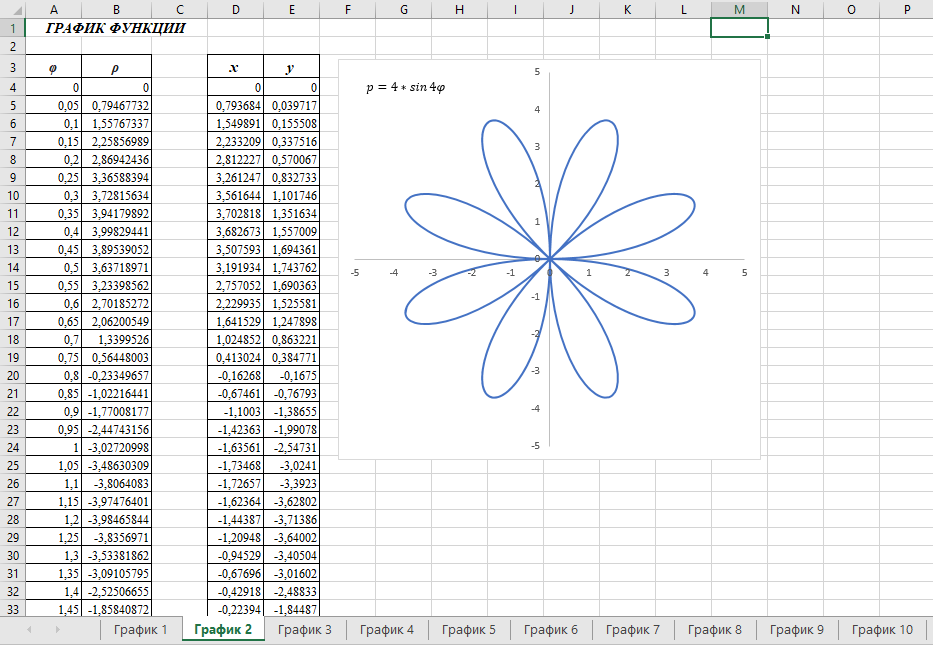 A B C D E F G H I J K L M N O P
1 ГРАФИК ФУНКЦИИ
2
3 φ ρ x y
4 0 0 0 0
5 0,05 0,79467732 0,793684 0,039717
6 0,1 1,55767337 1,549891 0,155508
7 0,15 2,25856989 2,233209 0,337516
8 0,2 2,86942436 2,812227 0,570067
9 0,25 3,36588394 3,261247 0,832733
10 0,3 3,72815634 3,561644 1,101746
11 0,35 3,94179892 3,702818 1,351634
12 0,4 3,99829441 3,682673 1,557009
13 0,45 3,89539052 3,507593 1,694361
14 0,5 3,63718971 3,191934 1,743762
15 0,55 3,23398562 2,757052 1,690363
16 0,6 2,70185272 2,229935 1,525581
17 0,65 2,06200549 1,641529 1,247898
18 0,7 1,3399526 1,024852 0,863221
19 0,75 0,56448003 0,413024 0,384771
20 0,8 -0,23349657 -0,16268 -0,1675
21 0,85 -1,02216441 -0,67461 -0,76793
22 0,9 -1,77008177 -1,1003 -1,38655
23 0,95 -2,44743156 -1,42363 -1,99078
24 1 -3,02720998 -1,63561 -2,54731
25 1,05 -3,48630309 -1,73468 -3,0241
26 1,1 -3,8064083 -1,72657 -3,3923
27 1,15 -3,97476401 -1,62364 -3,62802
28 1,2 -3,98465844 -1,44387 -3,71386
29 1,25 -3,8356971 -1,20948 -3,64002
30 1,3 -3,53381862 -0,94529 -3,40504
31 1,35 -3,09105795 -0,67696 -3,01602
32 1,4 -2,52506655 -0,42918 -2,48833
33 1,45 -1,85840872 -0,22394 -1,84487
p = 4 * sin 4φ
5
4
3
2
1
0
-1
-2
-3
-4
-5
-5 -4 -3 -2 -1 0 1 2 3 4 5
График 1 График 2 График 3 График 4 График 5 График 6 График 7 График 8 График 9 График 10